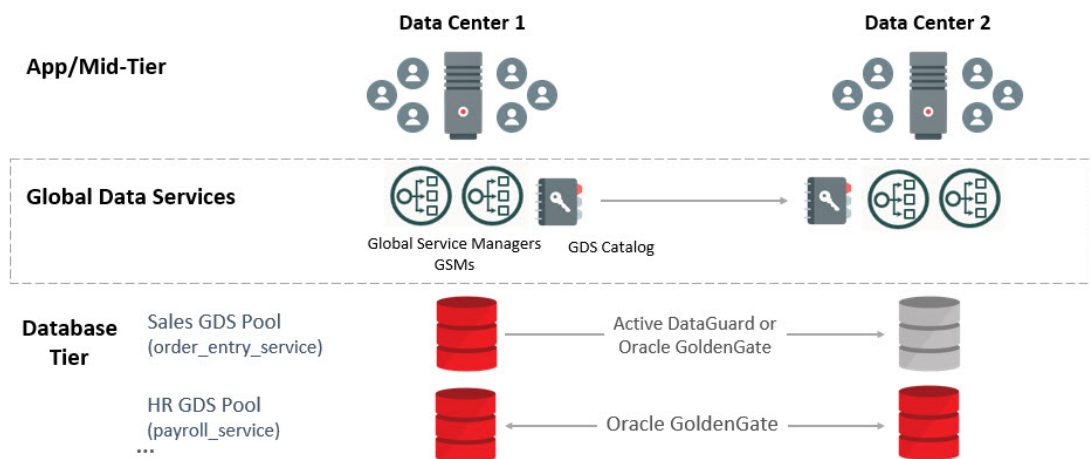 Data Center 1
Data Center 2
App/Mid-Tier
Global Data Services
Global Service Managers
GSMs
GDS Catalog
Database
Tier
Sales GDS Pool
(order_entry_service)
Active DataGuard or
Oracle GoldenGate
HR GDS Pool
(payroll_service)
...
Oracle GoldenGate